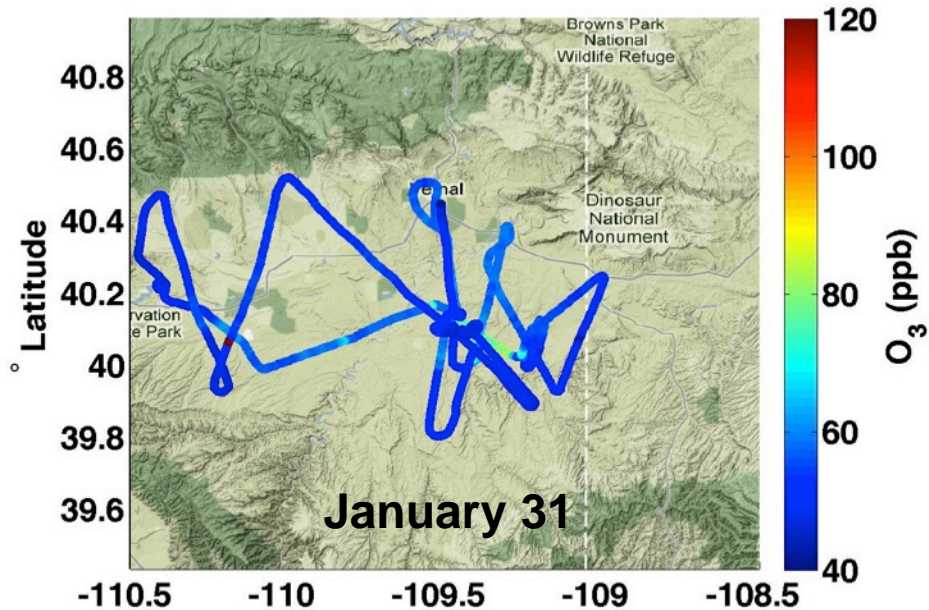 Browns Park
National
Wildlife Refuge
Dinosaur
National
Monument
rvation
e Park
January 31
° Latitude
40.8
40.6
40.4
40.2
40
39.8
39.6
-110.5
-110
-109.5
-109
-108.5
120
100
80
60
40
O3 (ppb)